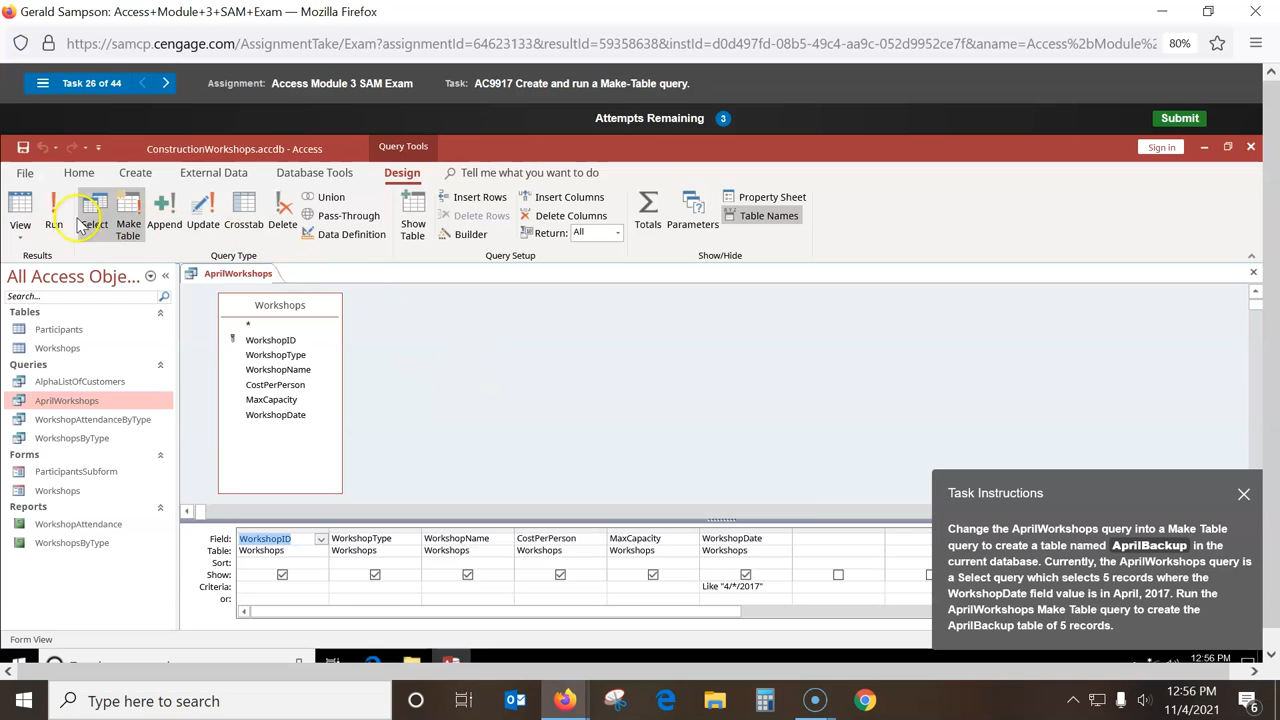 Gerald Sampson: Access+Module+3+SAM+Exam — Mozilla Firefox
https://samcp.cengage.com/AssignmentTake/Exam?assignmentId=64623133&resultId=59358638&instId=d0d497fd-08b5-49c4-aa9c-052d9952ce7f&aname=Access%2bModule% 80%
Task 26 of 44 Assignment: Access Module 3 SAM Exam Task: AC9917 Create and run a Make-Table query.
Attempts Remaining 3 Submit
ConstructionWorkshops.accdb - Access Query Tools Sign in
File Home Create External Data Database Tools Design Tell me what you want to do
View Run Select Make Table Append Update Crosstab Delete
Union
Pass-Through
Data Definition
Show Table
Insert Rows
Delete Rows
Builder
Insert Columns
Delete Columns
Return: All
Totals Parameters
Property Sheet
Table Names
Results Query Type Query Setup Show/Hide
All Access Obje...
Search...
Tables
Participants
Workshops
Queries
AlphaListOfCustomers
AprilWorkshops
WorkshopAttendanceByType
WorkshopsByType
Forms
ParticipantsSubform
Workshops
Reports
WorkshopAttendance
WorkshopsByType
AprilWorkshops
Workshops
*
WorkshopID
WorkshopType
WorkshopName
CostPerPerson
MaxCapacity
WorkshopDate
Field: WorkshopID WorkshopType WorkshopName CostPerPerson MaxCapacity WorkshopDate
Table: Workshops Workshops Workshops Workshops Workshops Workshops
Sort:
Show:
Criteria: Like "4/*/2017"
or:
Task Instructions
Change the AprilWorkshops query into a Make Table
query to create a table named AprilBackup in the
current database. Currently, the AprilWorkshops query is
a Select query which selects 5 records where the
WorkshopDate field value is in April, 2017. Run the
AprilWorkshops Make Table query to create the
AprilBackup table of 5 records.
Form View
12:56 PM
Type here to search
12:56 PM
11/4/2021
6